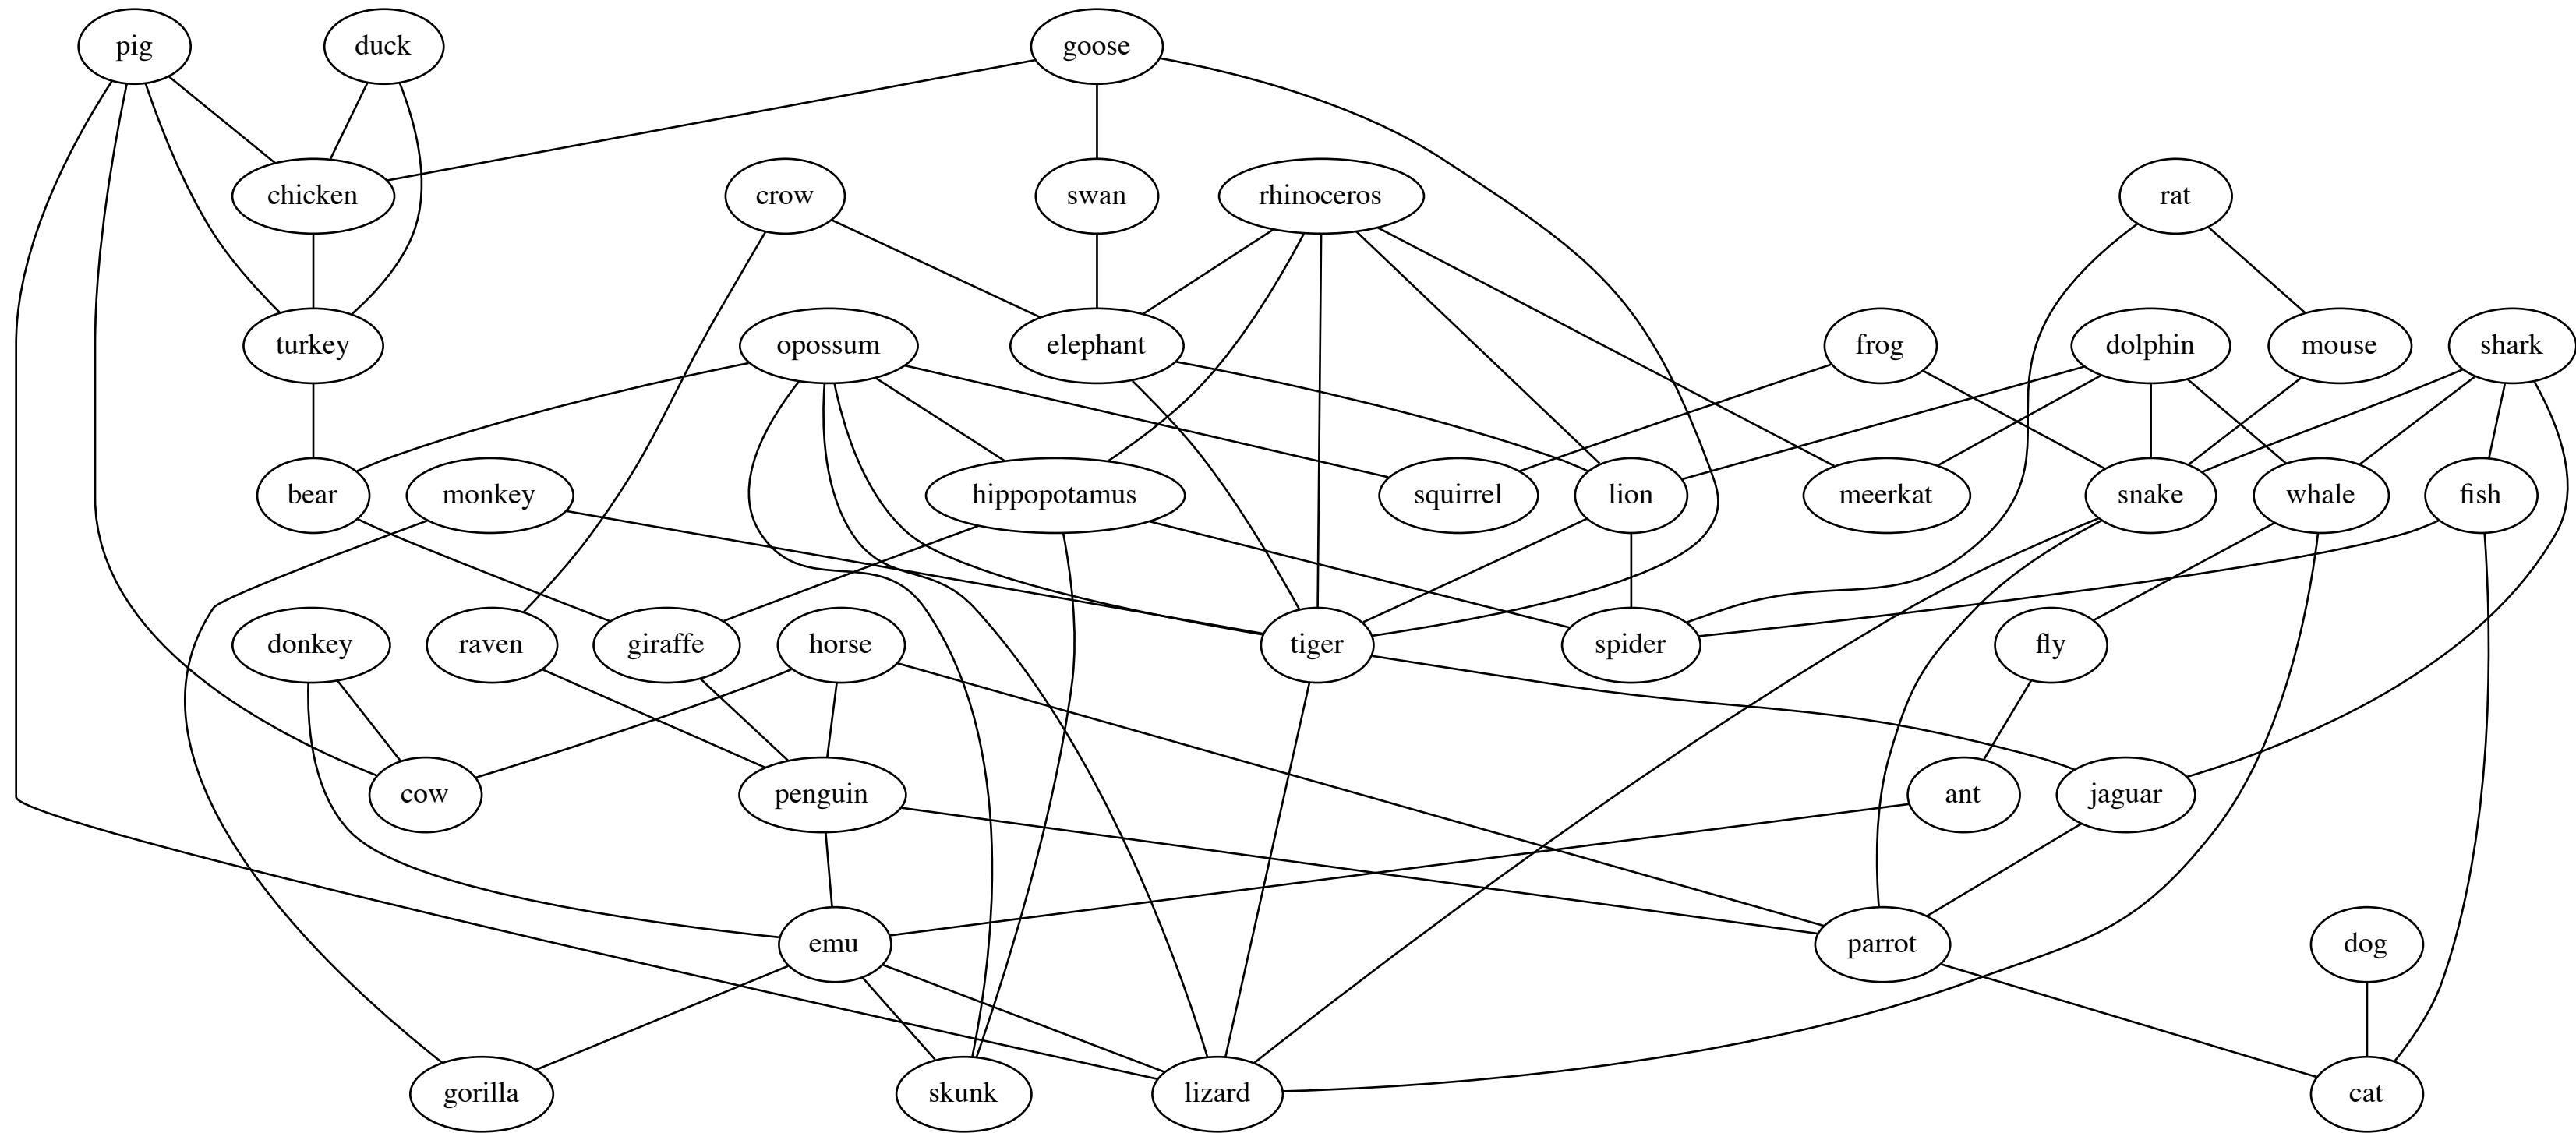 pig
duck
goose
chicken
crow
swan
rhinoceros
rat
turkey
opossum
elephant
frog
dolphin
mouse
shark
bear
monkey
hippopotamus
squirrel
lion
meerkat
snake
whale
fish
donkey
raven
giraffe
horse
tiger
spider
fly
cow
penguin
ant
jaguar
emu
parrot
dog
gorilla
skunk
lizard
cat